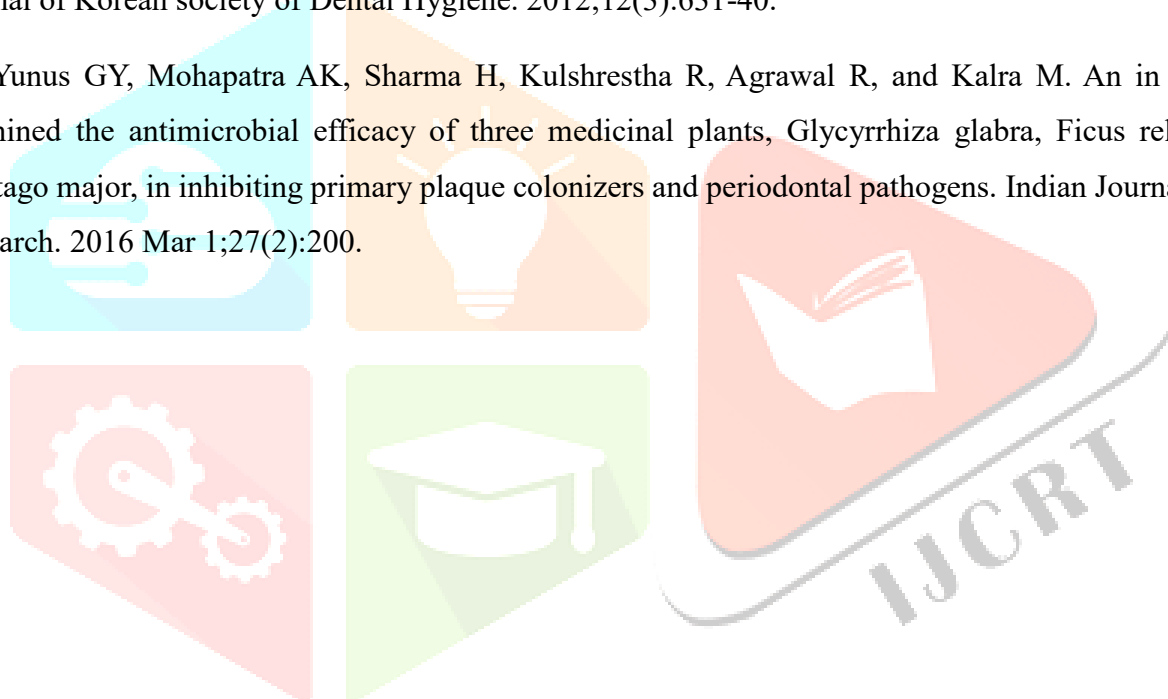 nal of Korean society of Dental Hygiene. 2012;12(3):631-40.
Yunus GY, Mohapatra AK, Sharma H, Kulshrestha R, Agrawal R, and Kalra M. An in
nined the antimicrobial efficacy of three medicinal plants, Glycyrrhiza glabra, Ficus rel
tago major, in inhibiting primary plaque colonizers and periodontal pathogens. Indian Journa
arch. 2016 Mar 1;27(2):200.
IJCRT